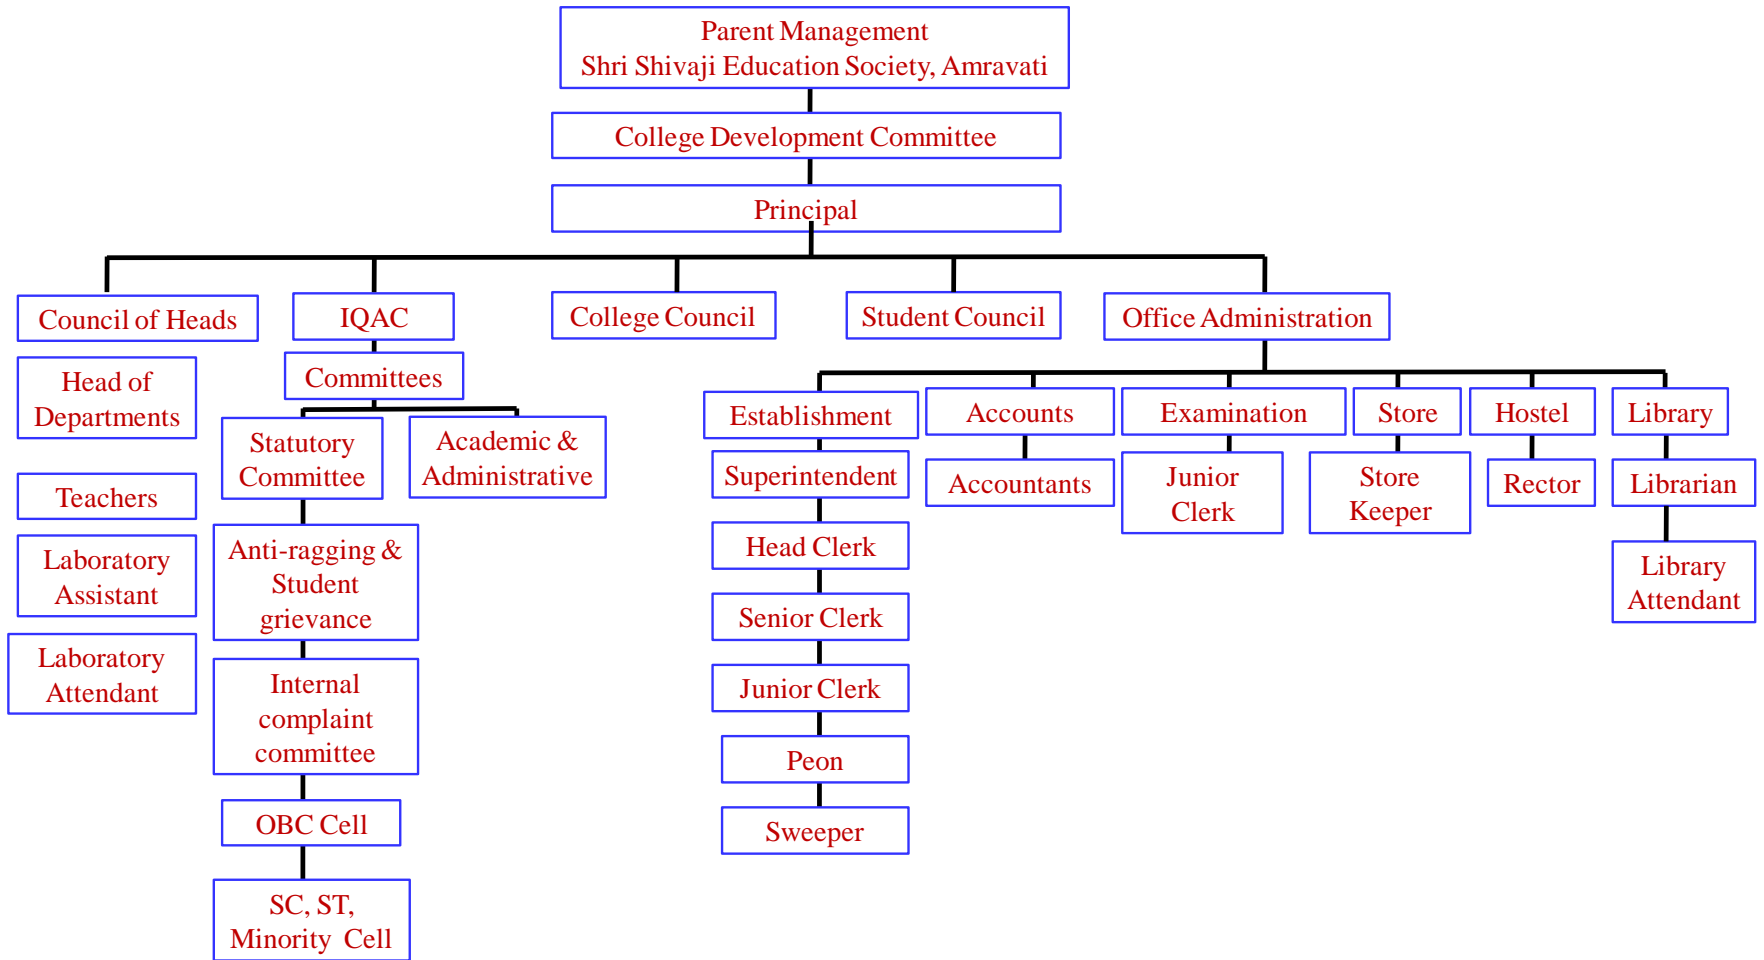 Parent Management
Shri Shivaji Education Society, Amravati
College Development Committee
Principal
Council of Heads
IQAC
College Council
Student Council
Office Administration
Head of
Departments
Committees
Teachers
Laboratory
Assistant
Laboratory
Attendant
Statutory
Committee
Academic &
Administrative
Anti-ragging &
Student
grievance
Internal
complaint
committee
OBC Cell
SC, ST,
Minority Cell
Establishment
Accounts
Examination
Store
Hostel
Library
Superintendent
Head Clerk
Senior Clerk
Junior Clerk
Peon
Sweeper
Accountants
Junior
Clerk
Store
Keeper
Rector
Librarian
Library
Attendant